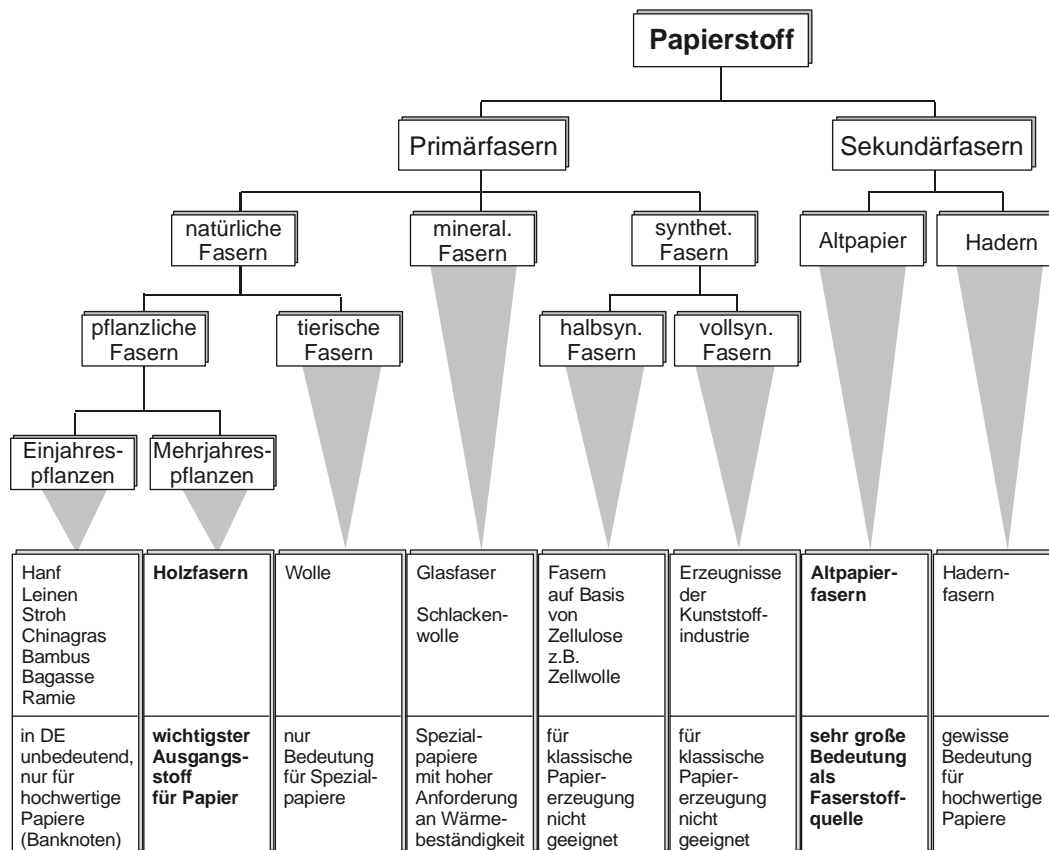 Papierstoff
Primärfasern
Sekundärfasern
natürliche
Fasern
mineral.
Fasern
synthet.
Fasern
Altpapier
Hadern
pflanzliche
Fasern
tierische
Fasern
halbsyn.
Fasern
vollsyn.
Fasern
Einjahres-
pflanzen
Mehrjahres-
pflanzen
Hanf
Leinen
Stroh
Chinagras
Bambus
Bagasse
Ramie
Holzfasern
Wolle
Glasfaser
Schlacken-
wolle
Fasern
auf Basis
von
Zellulose
z.B.
Zellwolle
Erzeugnisse
der
Kunststoff-
industrie
Altpapier-
fasern
Hadern-
fasern
in DE
unbedeutend,
nur für
hochwertige
Papiere
(Banknoten)
wichtigster
Ausgangs-
stoff
für Papier
nur
Bedeutung
für Spezial-
papiere
Spezial-
papiere
mit hoher
Anforderung
an Wärme-
beständigkeit
für
klassische
Papier-
erzeugung
nicht
geeignet
für
klassische
Papier-
erzeugung
nicht
geeignet
sehr große
Bedeutung
als
Faserstoff-
quelle
gewisse
Bedeutung
für
hochwertige
Papiere